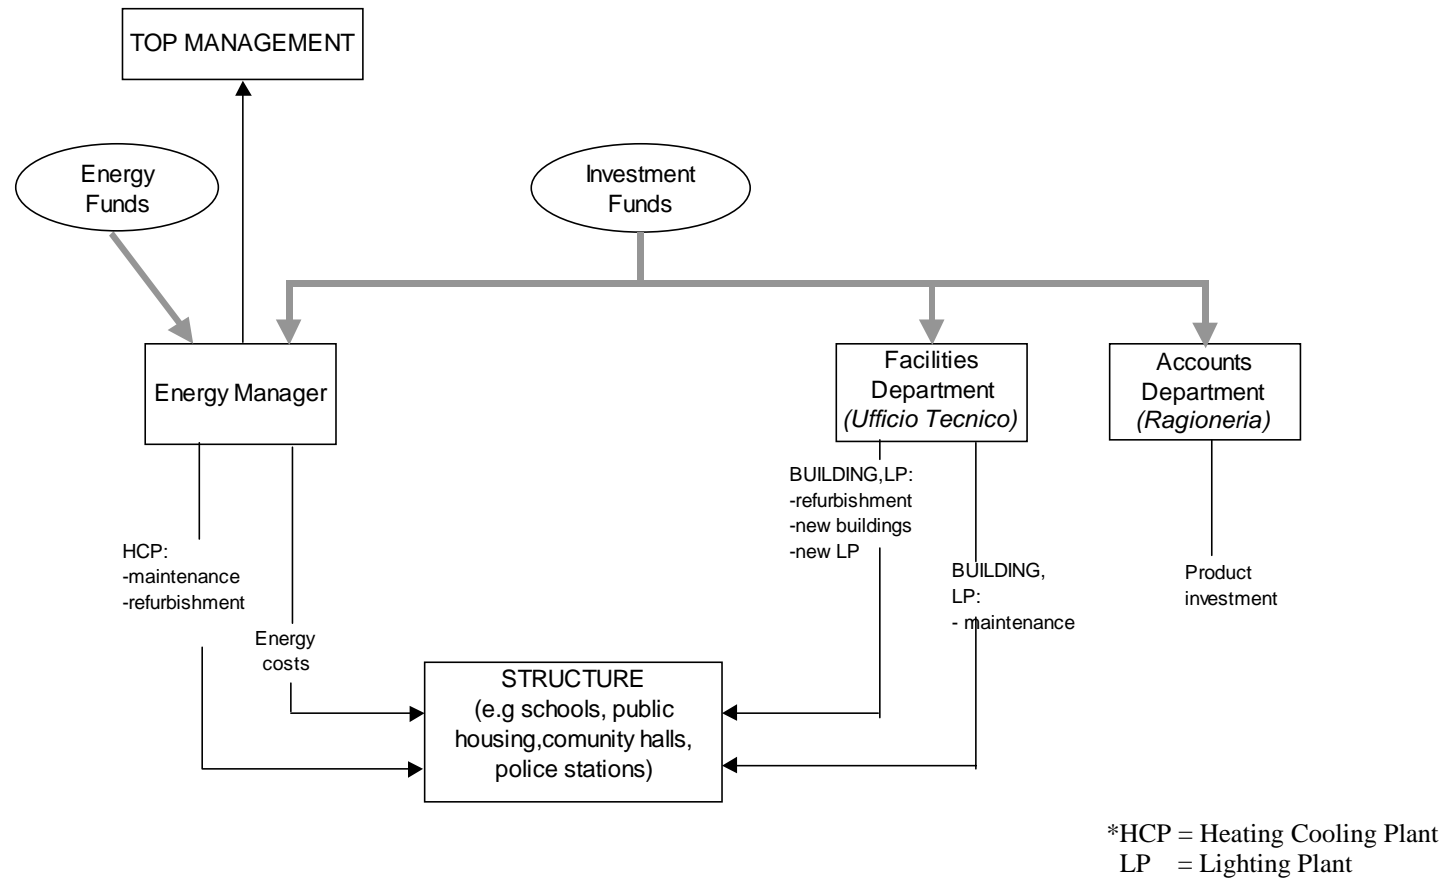 TOP MANAGEMENT
Energy
Funds
Investment
Funds
Energy Manager
Facilities
Department
(Ufficio Tecnico)
Accounts
Department
(Ragioneria)
HCP:
-maintenance
-refurbishment
Energy
costs
BUILDING,LP:
-refurbishment
-new buildings
-new LP
BUILDING,
LP:
- maintenance
Product
investment
STRUCTURE
(e.g schools, public
housing,comunity halls,
police stations)
*HCP = Heating Cooling Plant
LP = Lighting Plant